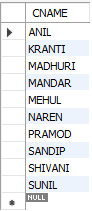 CNAME
ANIL
KRANTI
MADHURI
MANDAR
MEHUL
NAREN
PRAMOD
SANDIP
SHIVANI
SUNIL
NULL